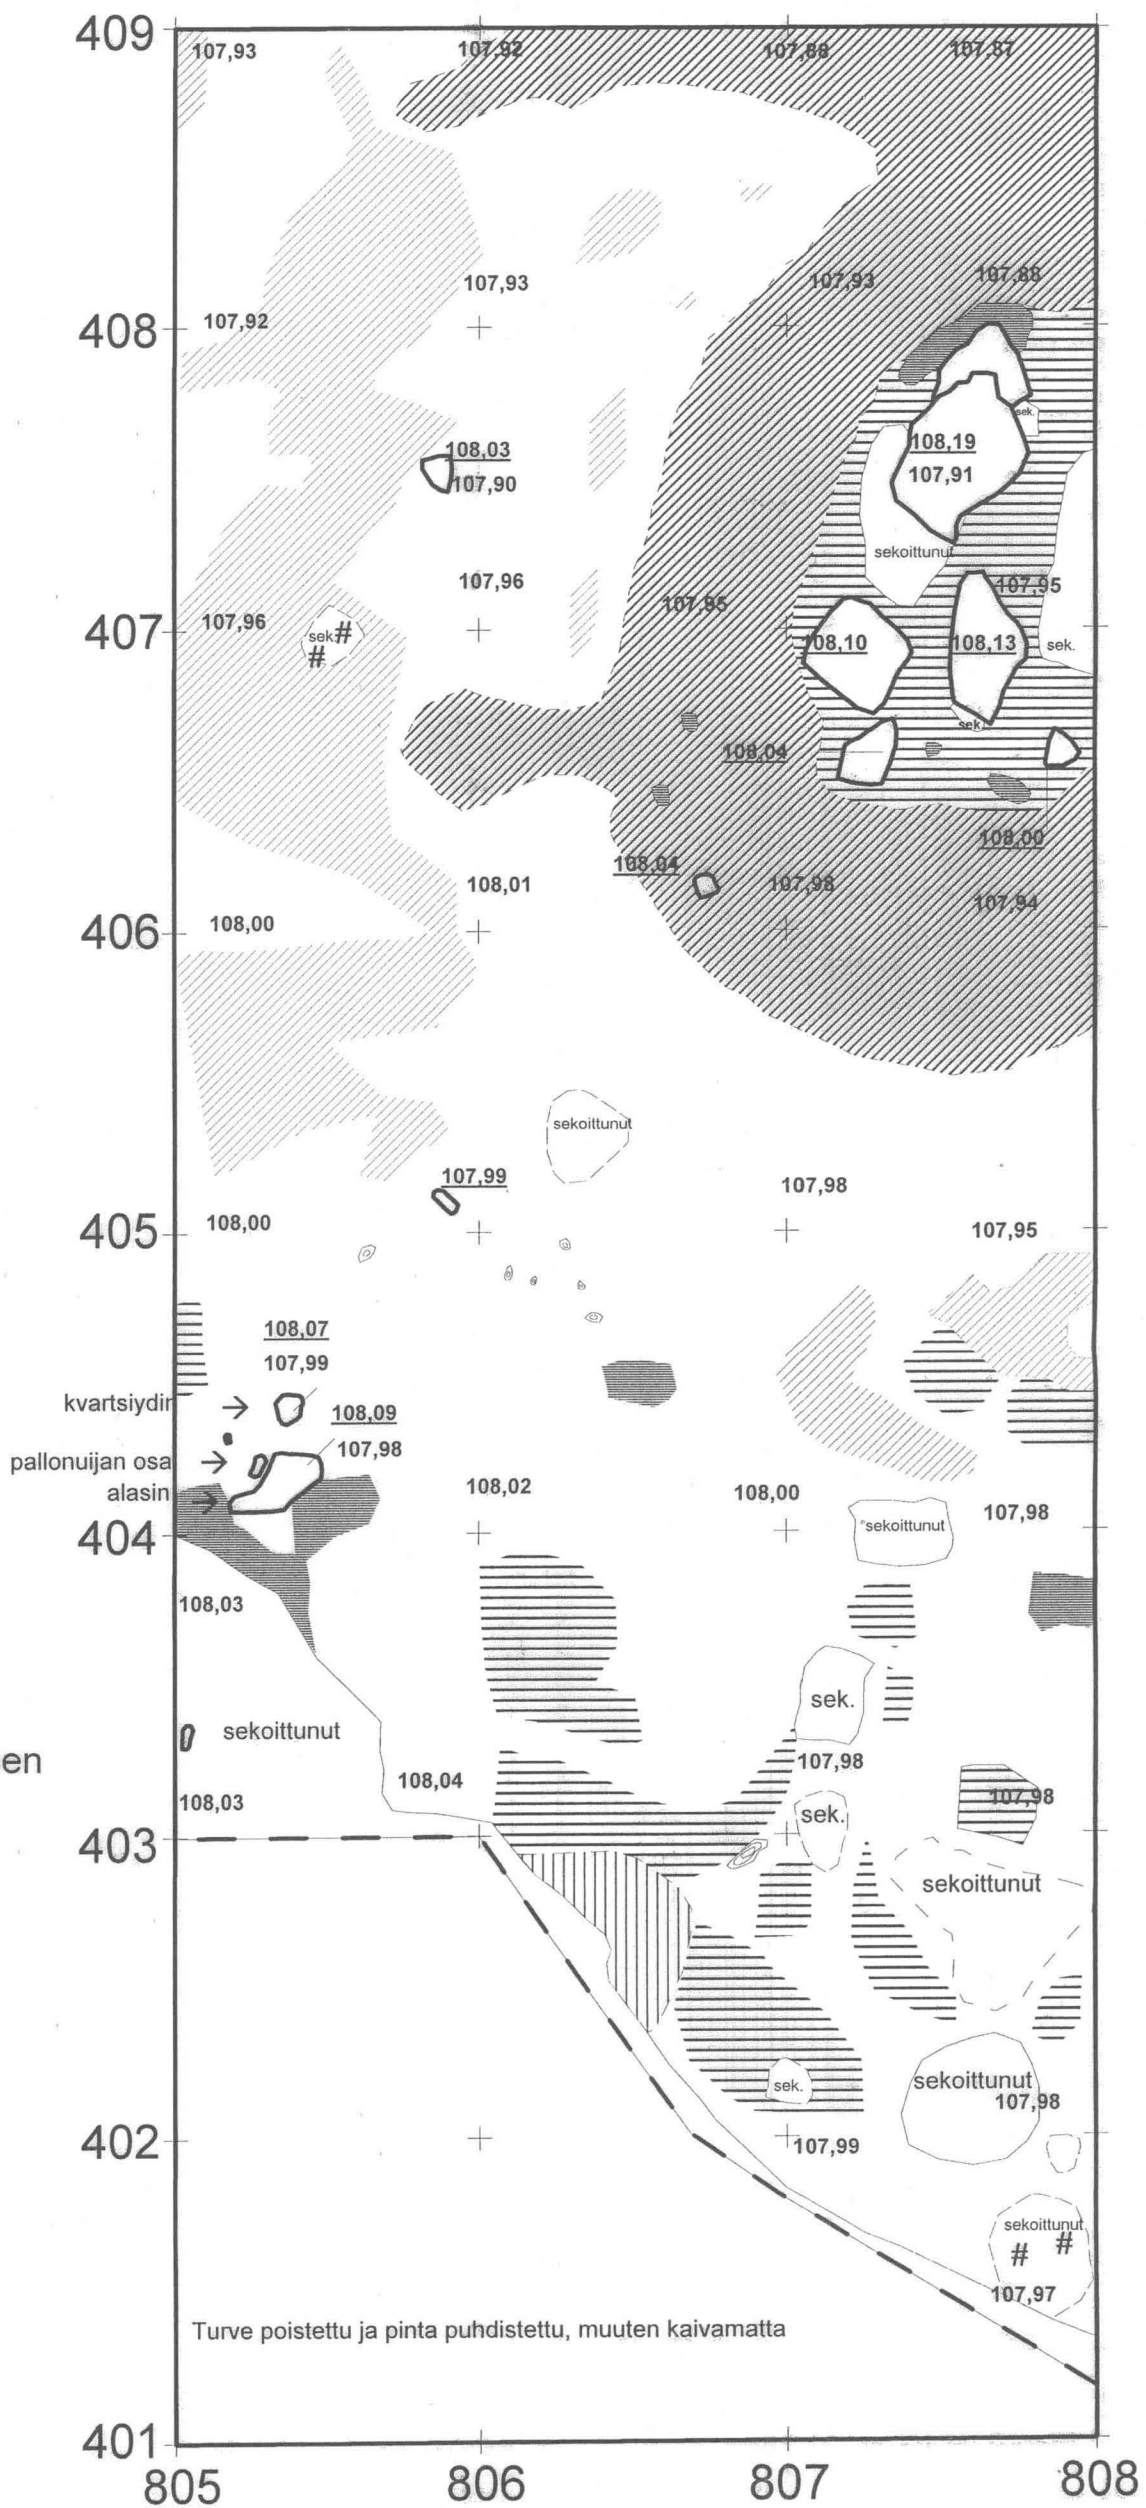 409
107,93 107,92 107,88 107,87
107,93 107,93 107,88
408 107,92
sek.
108,03 108,19
107,90 107,91
sekoittunut
107,96 107,95
107,95
407 107,96 sek. # 108,10 108,13 sek.
#
sek.
108,04
108,00
108,04
108,01 107,98
107,94
406 108,00
sekoittunut
107,99 107,98
405 108,00 107,95
108,07
107,99
kvartsiydin
108,09
107,98
pallonuijan osa
alasin 108,02 108,00
107,98
sekoittunut
404
108,03
sek.
sekoittunut
en 107,98
108,04 107,98
108,03 sek.
403
sekoittunut
sek. sekoittunut
107,98
402 107,99
sekoittunut
# #
107,97
Turve poistettu ja pinta puhdistettu, muuten kaivamatta
401
805 806 807 808